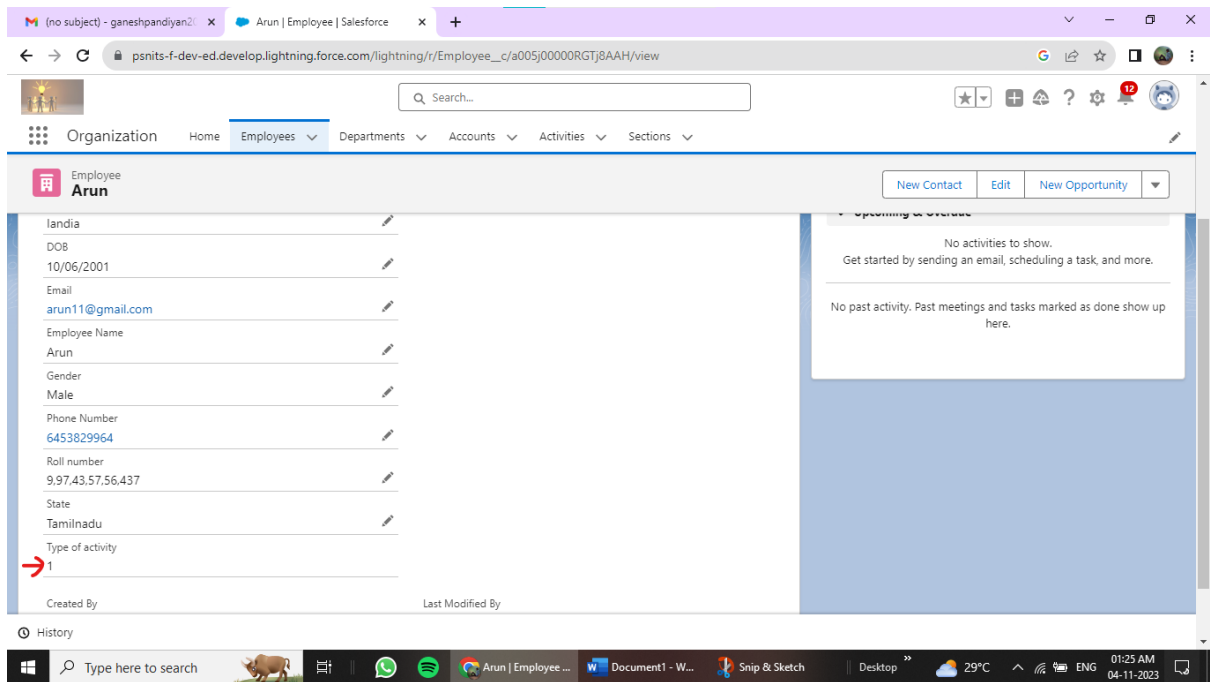 (no subject) - ganeshpandiyan2
Arun | Employee | Salesforce
psnits-f-dev-ed.develop.lightning.force.com/lightning/r/Employee__c/a005j00000RGTj8AAH/view
Search...
12
Organization
Home
Employees
Departments
Accounts
Activities
Sections
Employee
Arun
New Contact
Edit
New Opportunity
landia
DOB
10/06/2001
Email
arun11@gmail.com
Employee Name
Arun
Gender
Male
Phone Number
6453829964
Roll number
9,97,43,57,56,437
State
Tamilnadu
Type of activity
1
Created By
Last Modified By
Upcoming & Overdue
No activities to show.
Get started by sending an email, scheduling a task, and more.
No past activity. Past meetings and tasks marked as done show up
here.
History
Type here to search
Arun | Employee ...
Document1 - W...
Snip & Sketch
Desktop
29°C
ENG
01:25 AM
04-11-2023